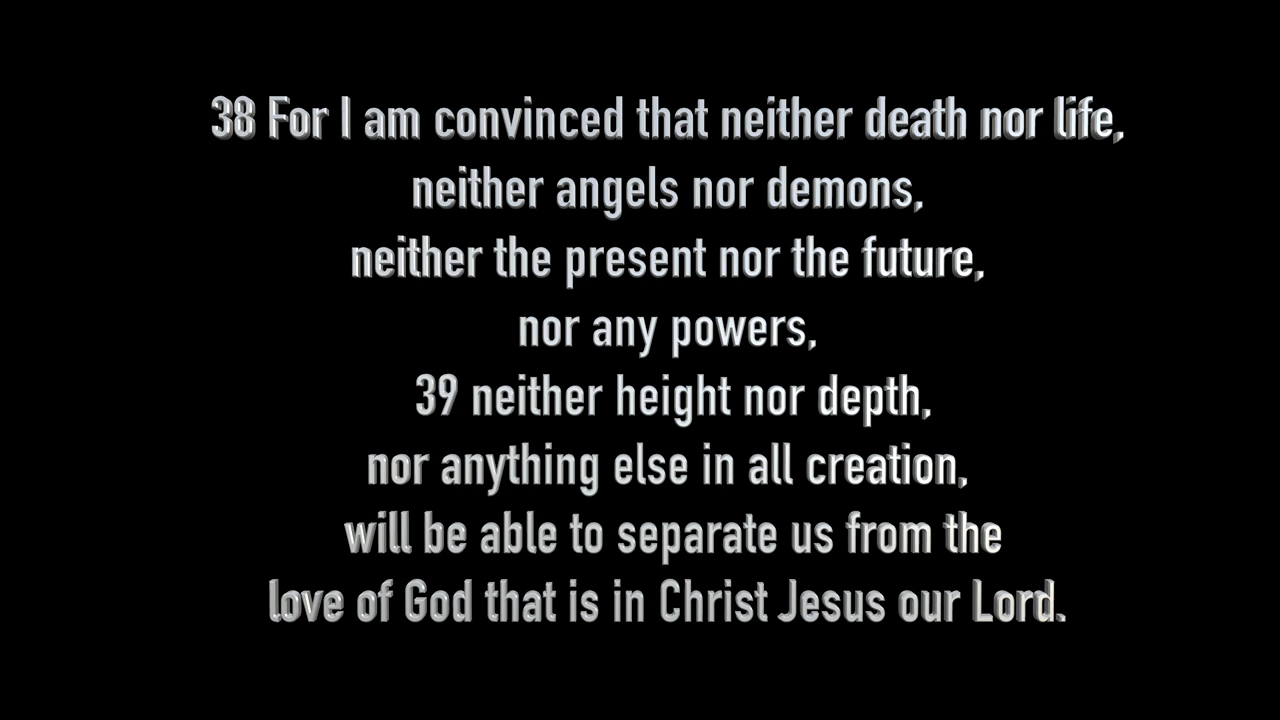 38 For I am convinced that neither death nor life,
neither angels nor demons,
neither the present nor the future,
nor any powers,
39 neither height nor depth,
nor anything else in all creation,
will be able to separate us from the
love of God that is in Christ Jesus our Lord.